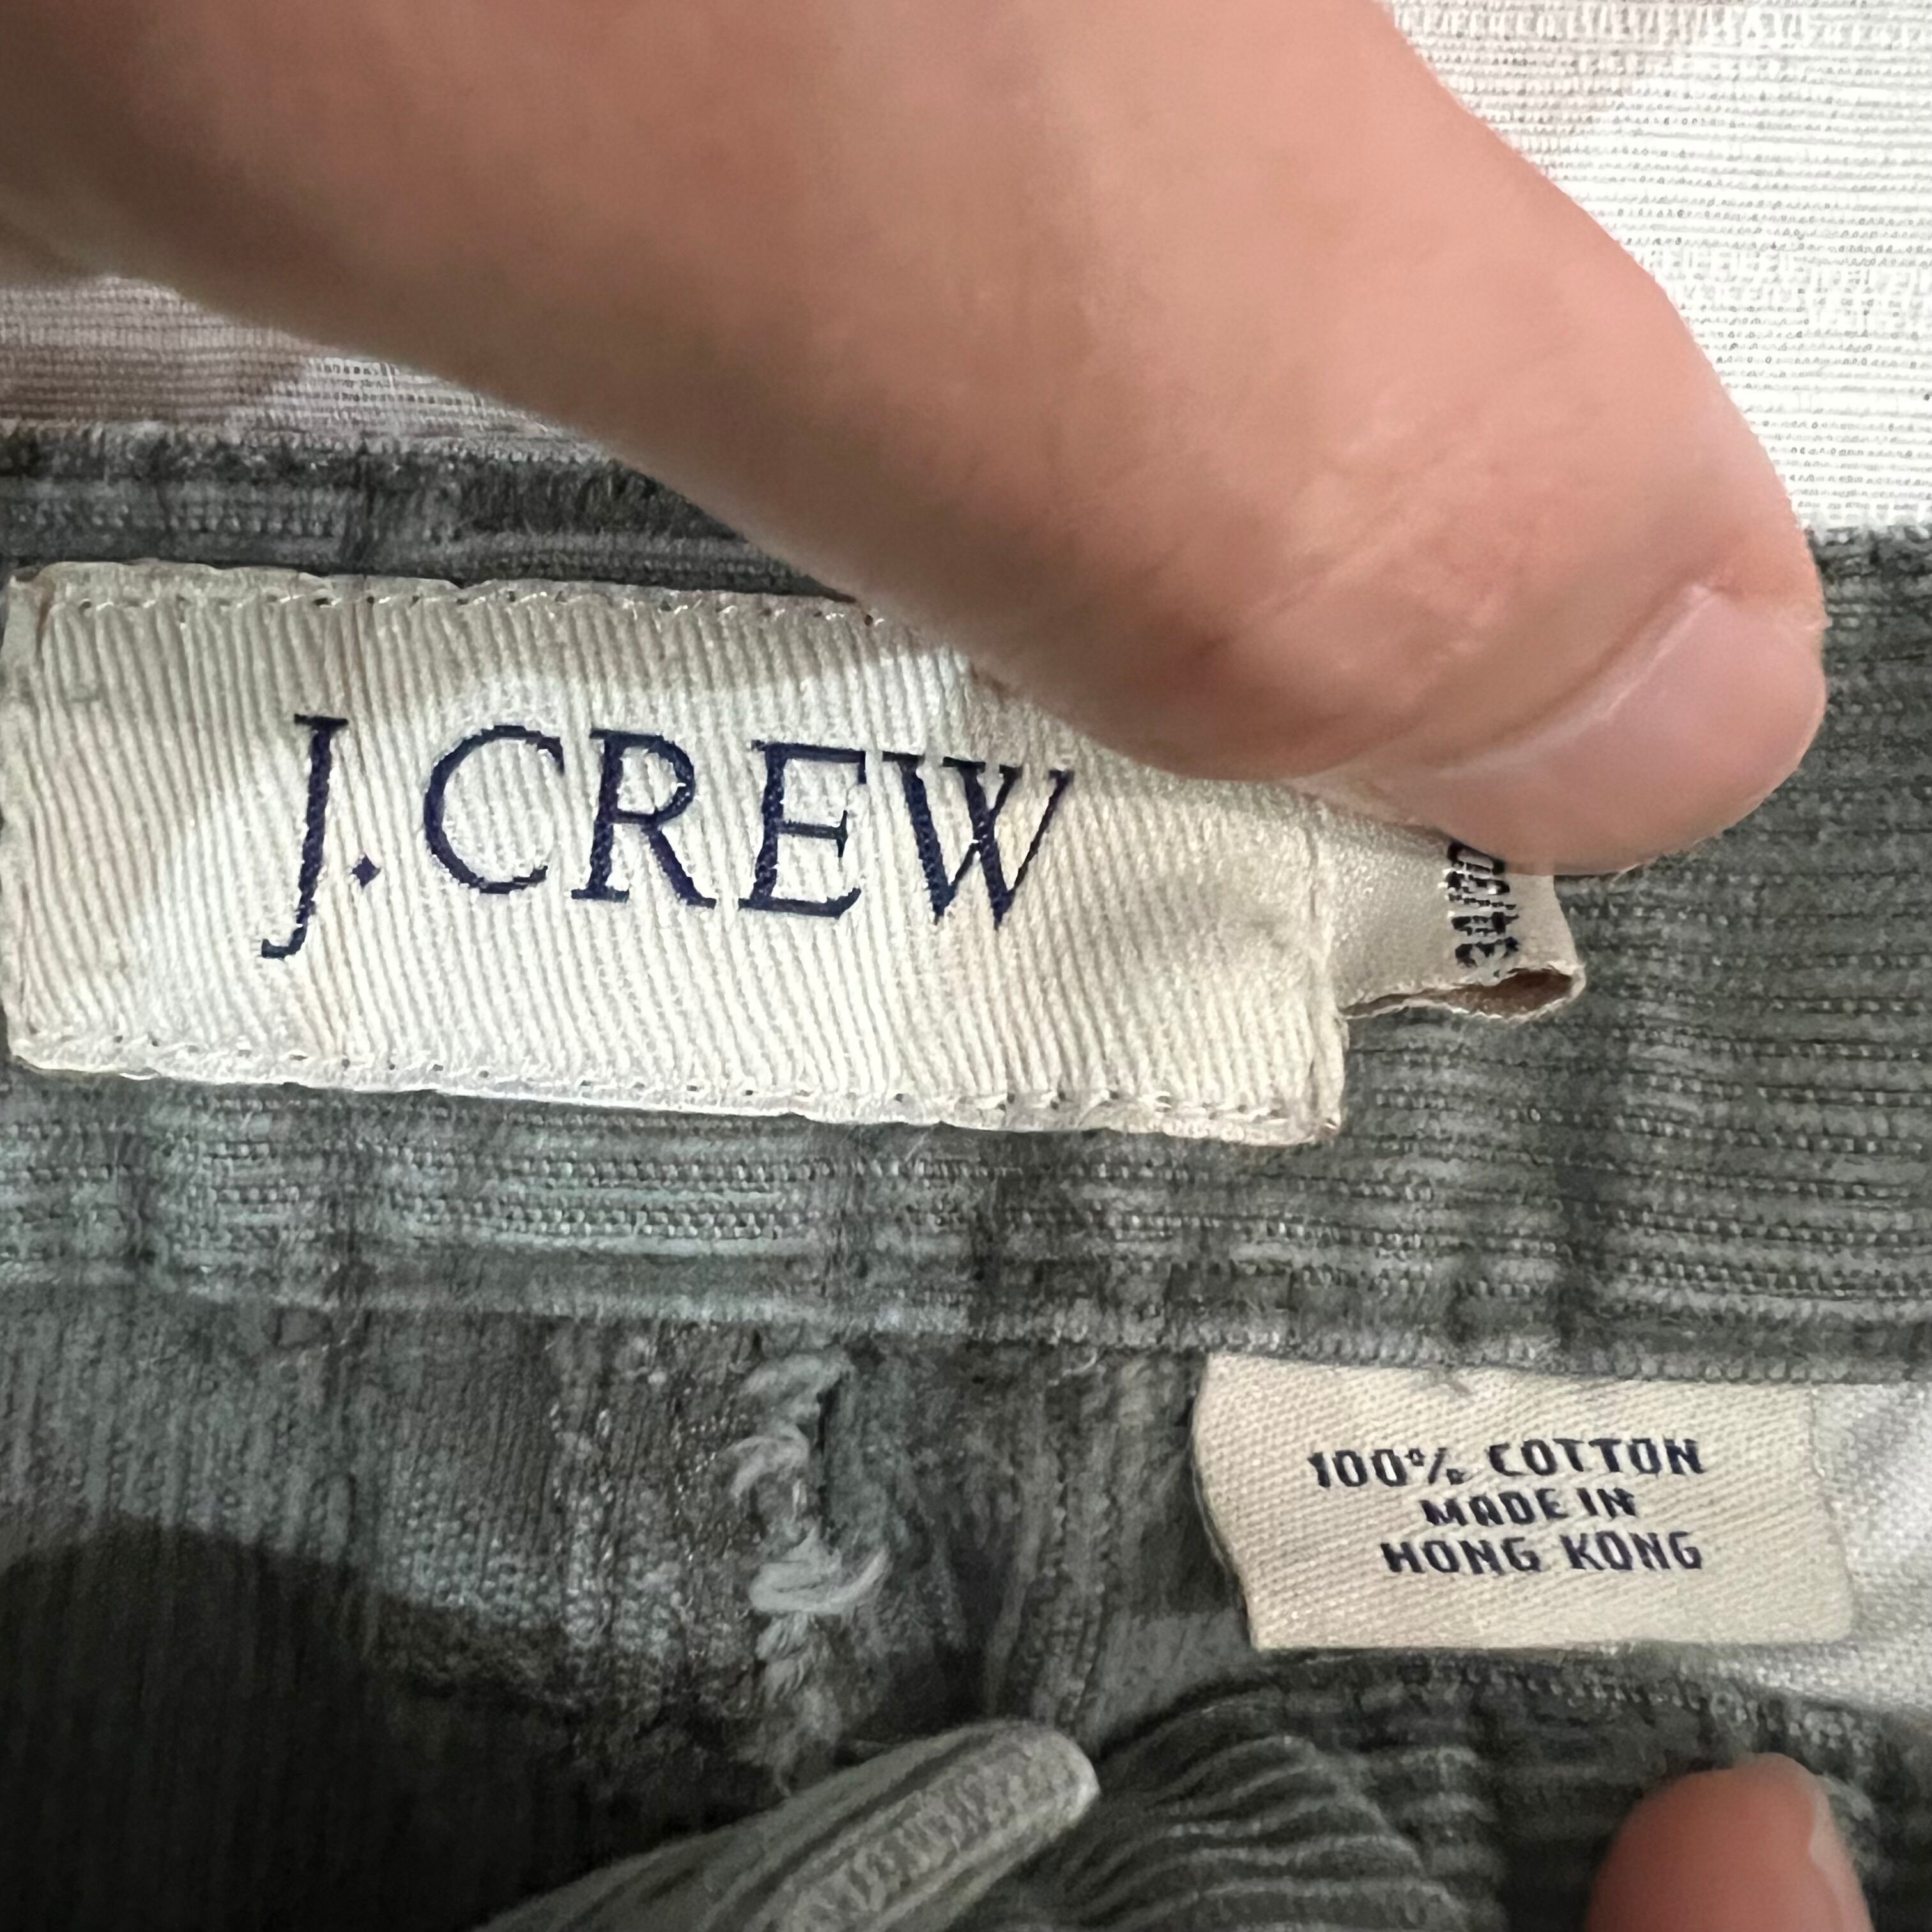 J.CREW
100% COTTON
MADE IN
HONG KONG